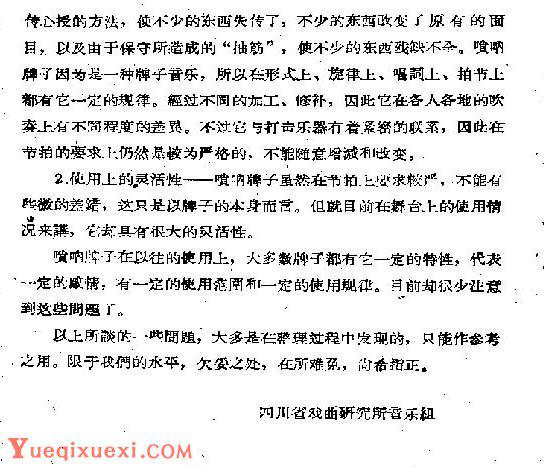 传心授的方法，使不少的东西失传了；不少的东西改变了原有的面
目，以及由于保守所造成的“抽筋”，使不少的东西残缺不全。嗩吶
牌子因为是一种牌子音乐，所以在形式上、旋律上、唱詞上、拍节上
都有它一定的规律。經过不同的加工、修补，因此它在各人各地的吹
奏上有不同程度的差異。不过它与打击乐器有着紧密的联系，因此在
节拍的要求上仍然是較为严格的，不能随意增減和改变。
2.使用上的灵活性——嗩吶牌子虽然在节拍上要求較严，不能有
些微的差錯，这只是以牌子的本身而言。但就目前在舞台上的使用情
况来講，它却具有很大的灵活性。
嗩吶牌子在以往的使用上，大多数牌子都有它一定的特性，代表
一定的感情，有一定的使用范围和一定的使用规律。目前却很少注意
到这些問題了。
以上所談的一些問題，大多是在整理过程中发现的，只能作参考
之用。限于我們的水平，欠妥之处，在所难免，尚希指正。
四川省戏曲研究所音乐組
Yueqixuexi.com